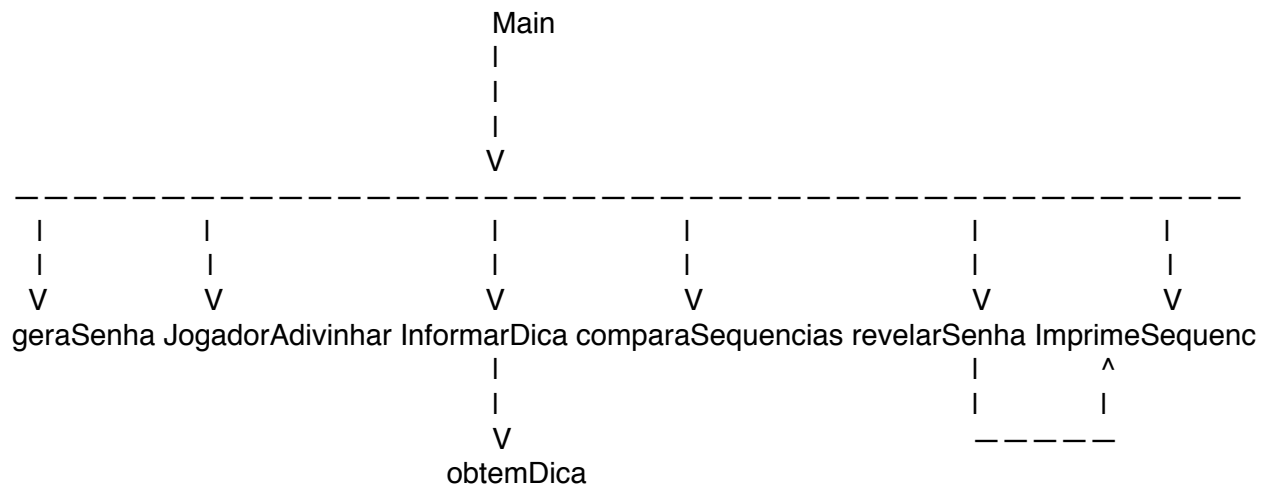 Main
|
|
|
V
— — — — — — — — — — — — — — — — — — — — — — — — — — — — — — — — — — — — — — — — — —
| | | | | |
| | | | | |
V V V V V V
geraSenha JogadorAdivinhar InformarDica comparaSequencias revelarSenha ImprimeSequenc
| | ^
| | |
V — — — — —
obtemDica